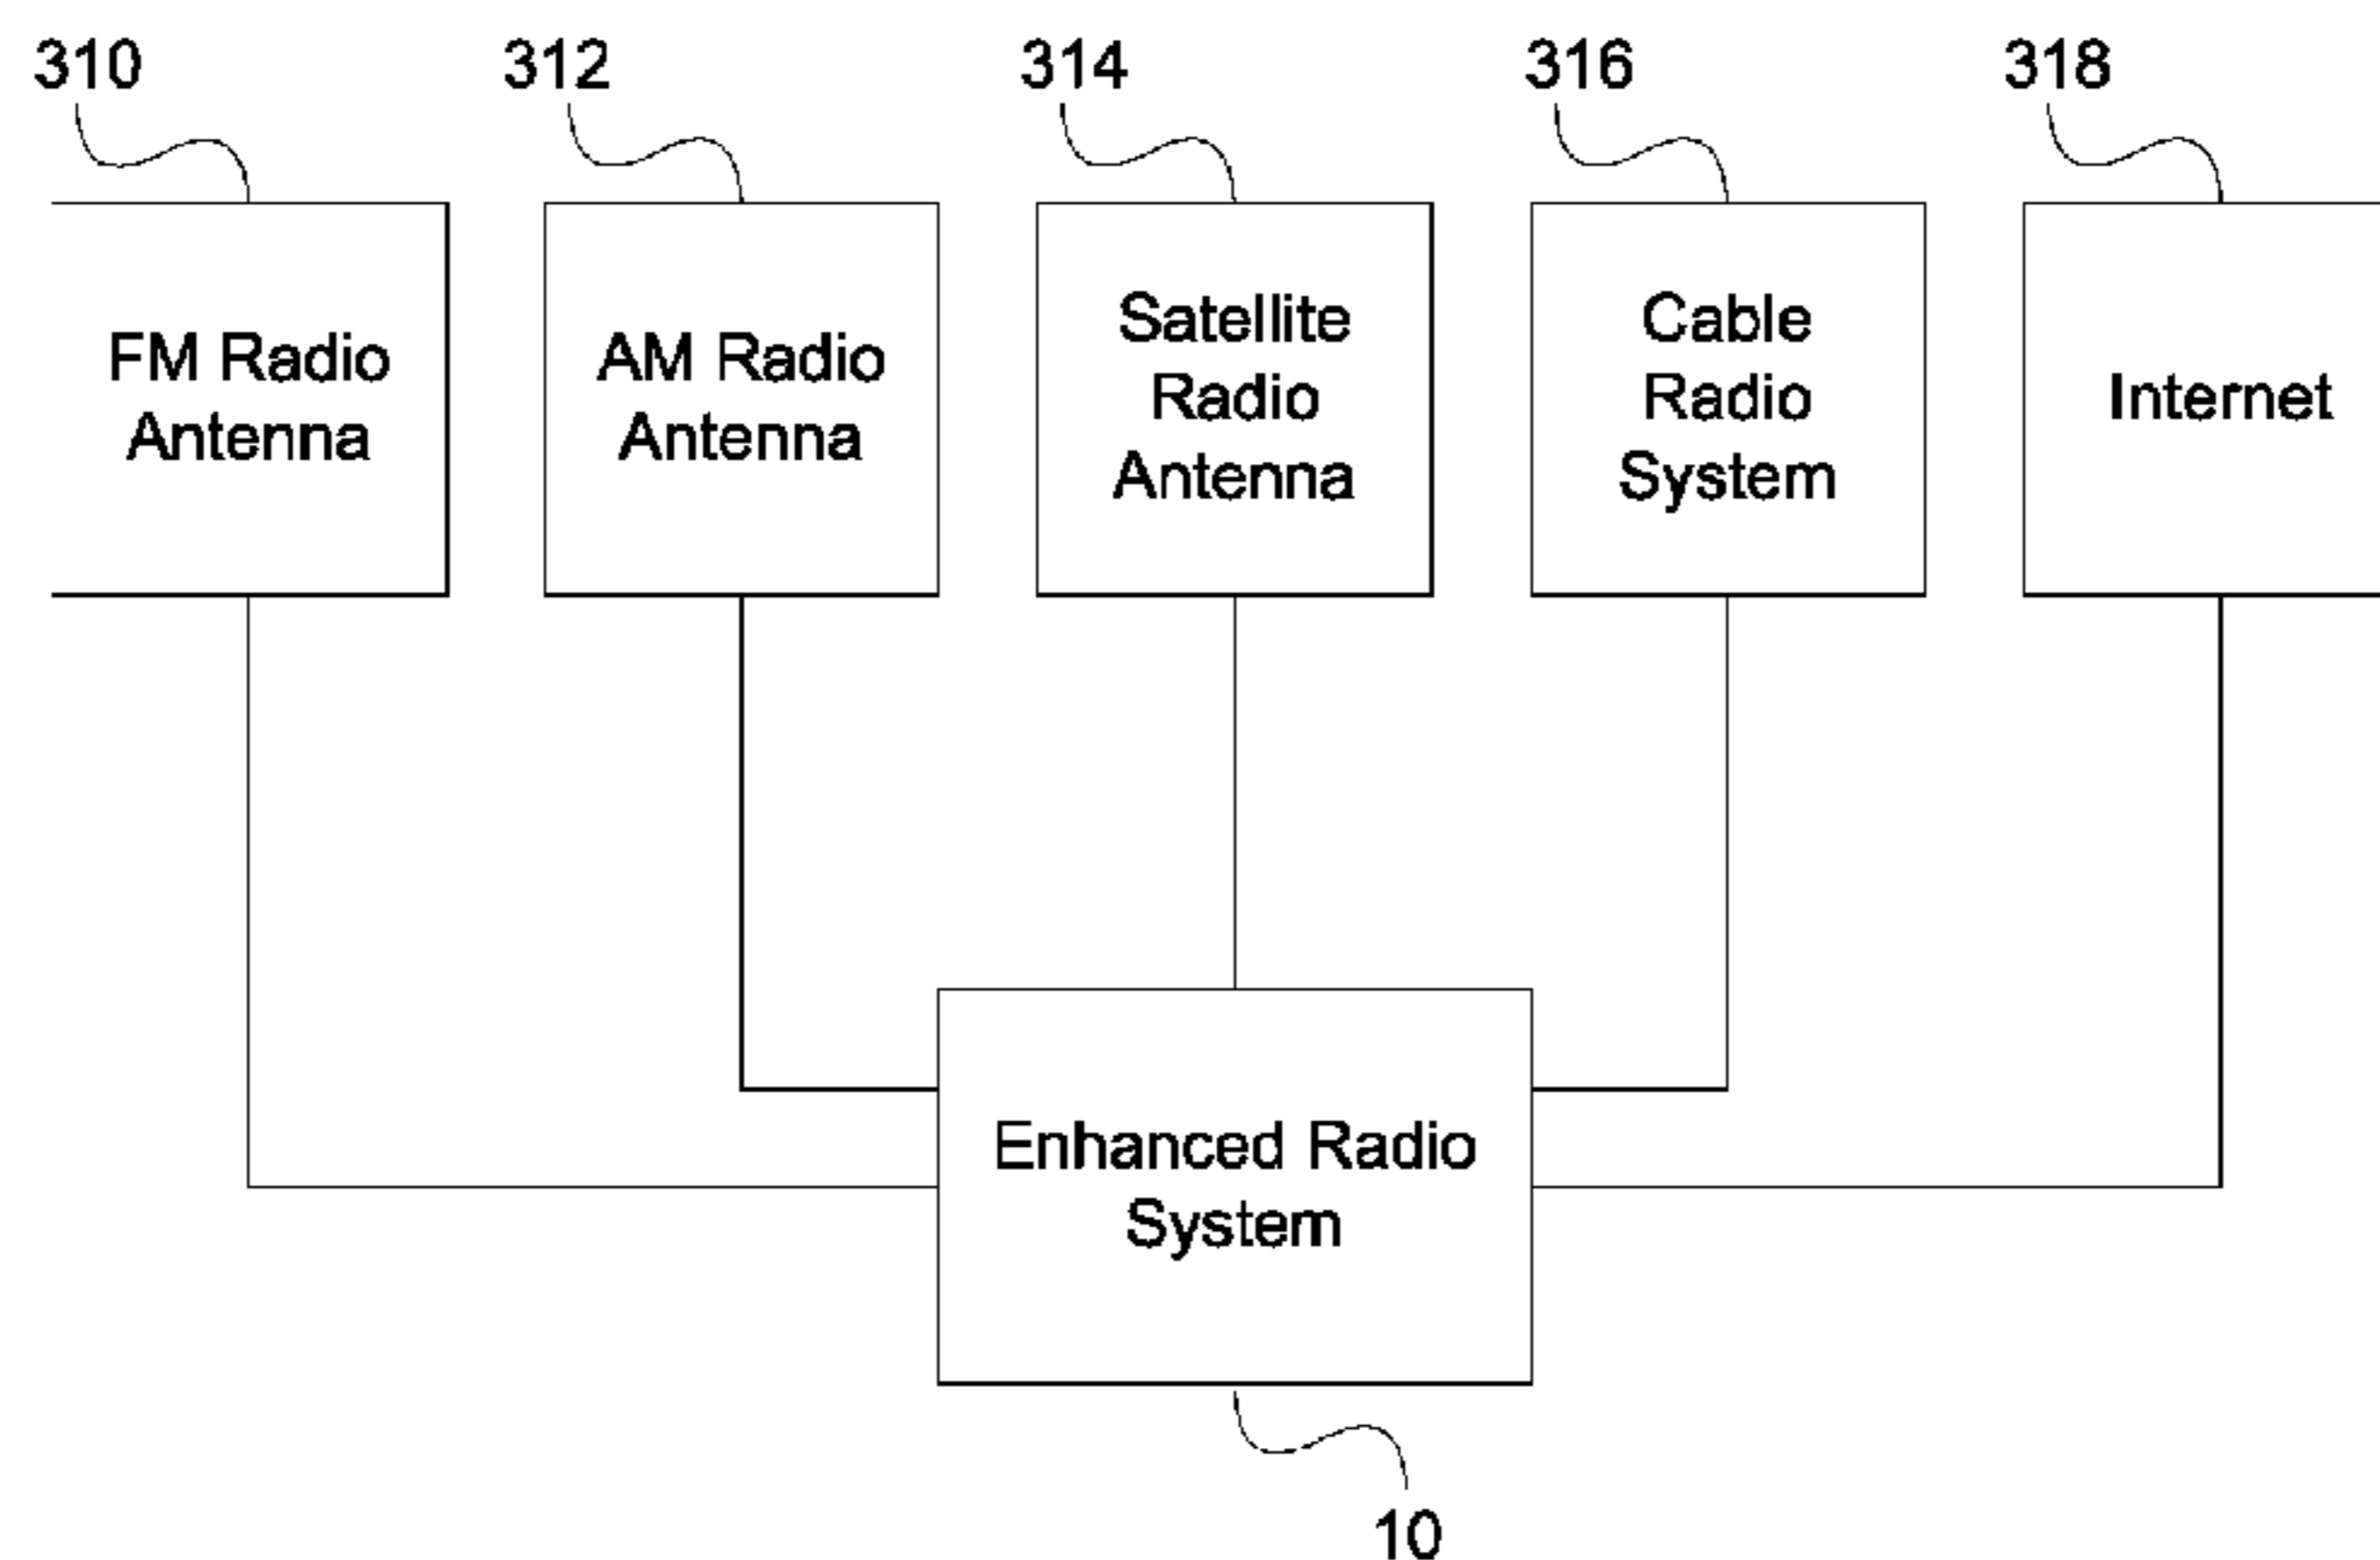 310
312
314
316
318
FM Radio
Antenna
AM Radio
Antenna
Satellite
Radio
Antenna
Cable
Radio
System
Internet
Enhanced Radio
System
10